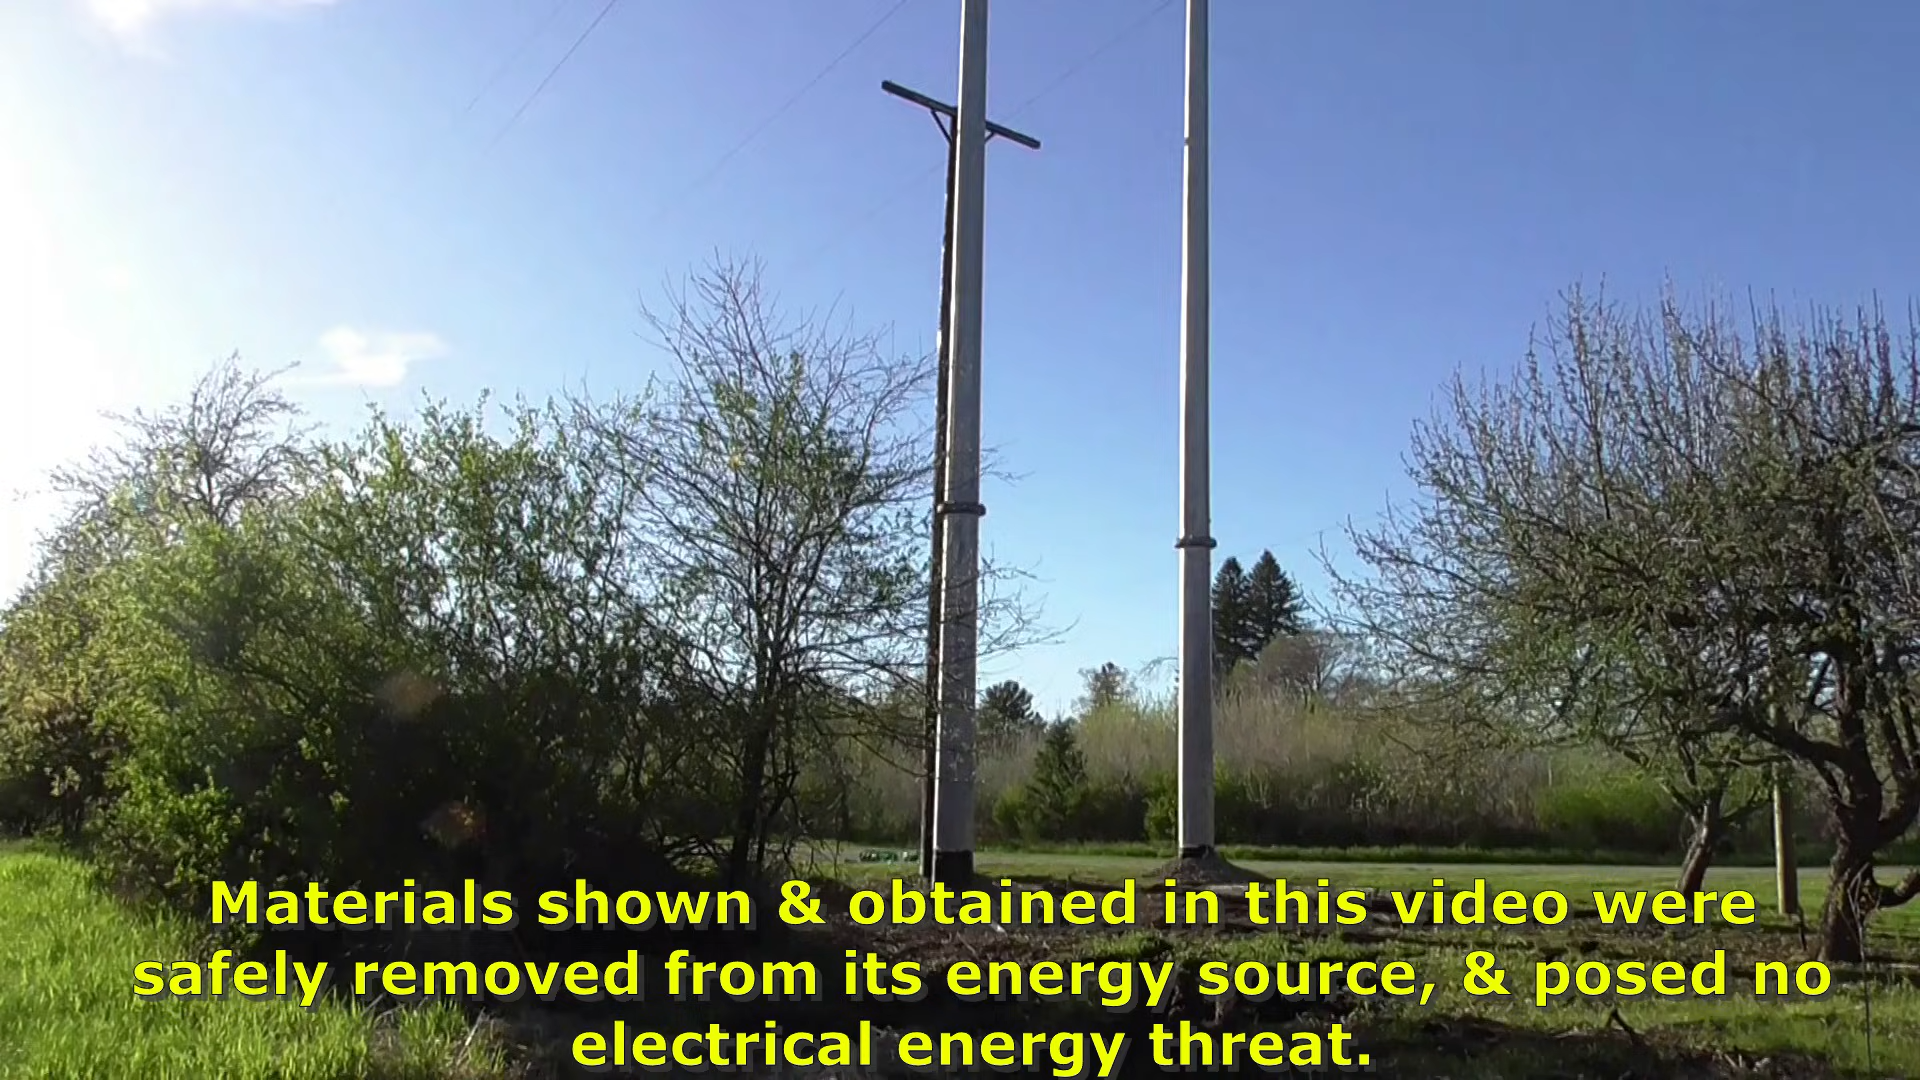 Materials shown & obtained in this video were
safely removed from its energy source, & posed no
electrical energy threat.